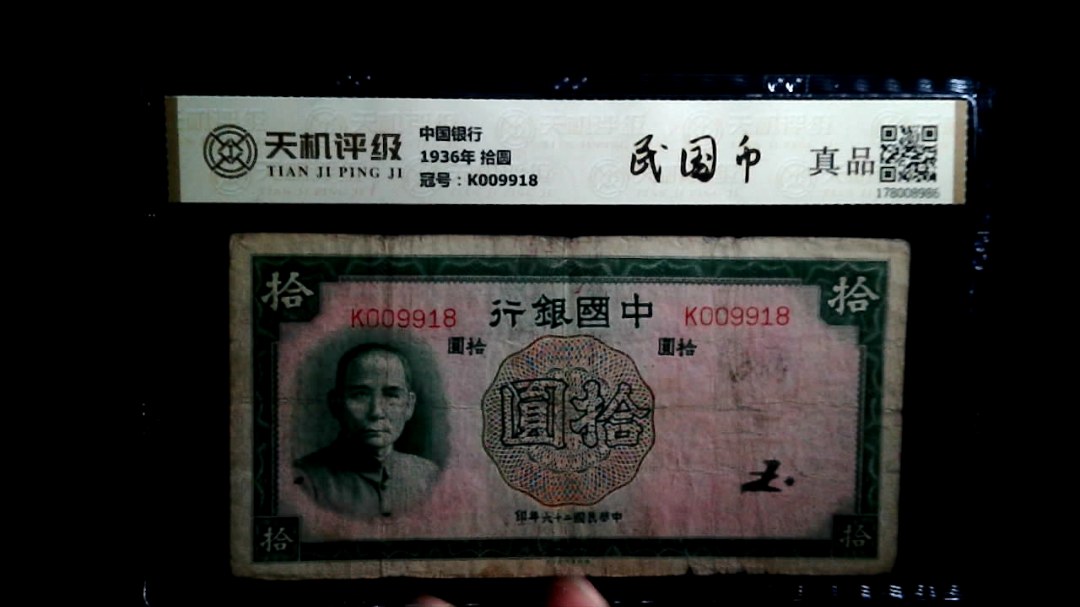 天机评级
TIAN JI PING JI
中国银行
1936年 拾圆
冠号：K009918
民国币
真品
178008986
拾
拾
K009918
行銀國中
K009918
圓拾
圓拾
圓拾
印年六十二國民華中
拾
拾